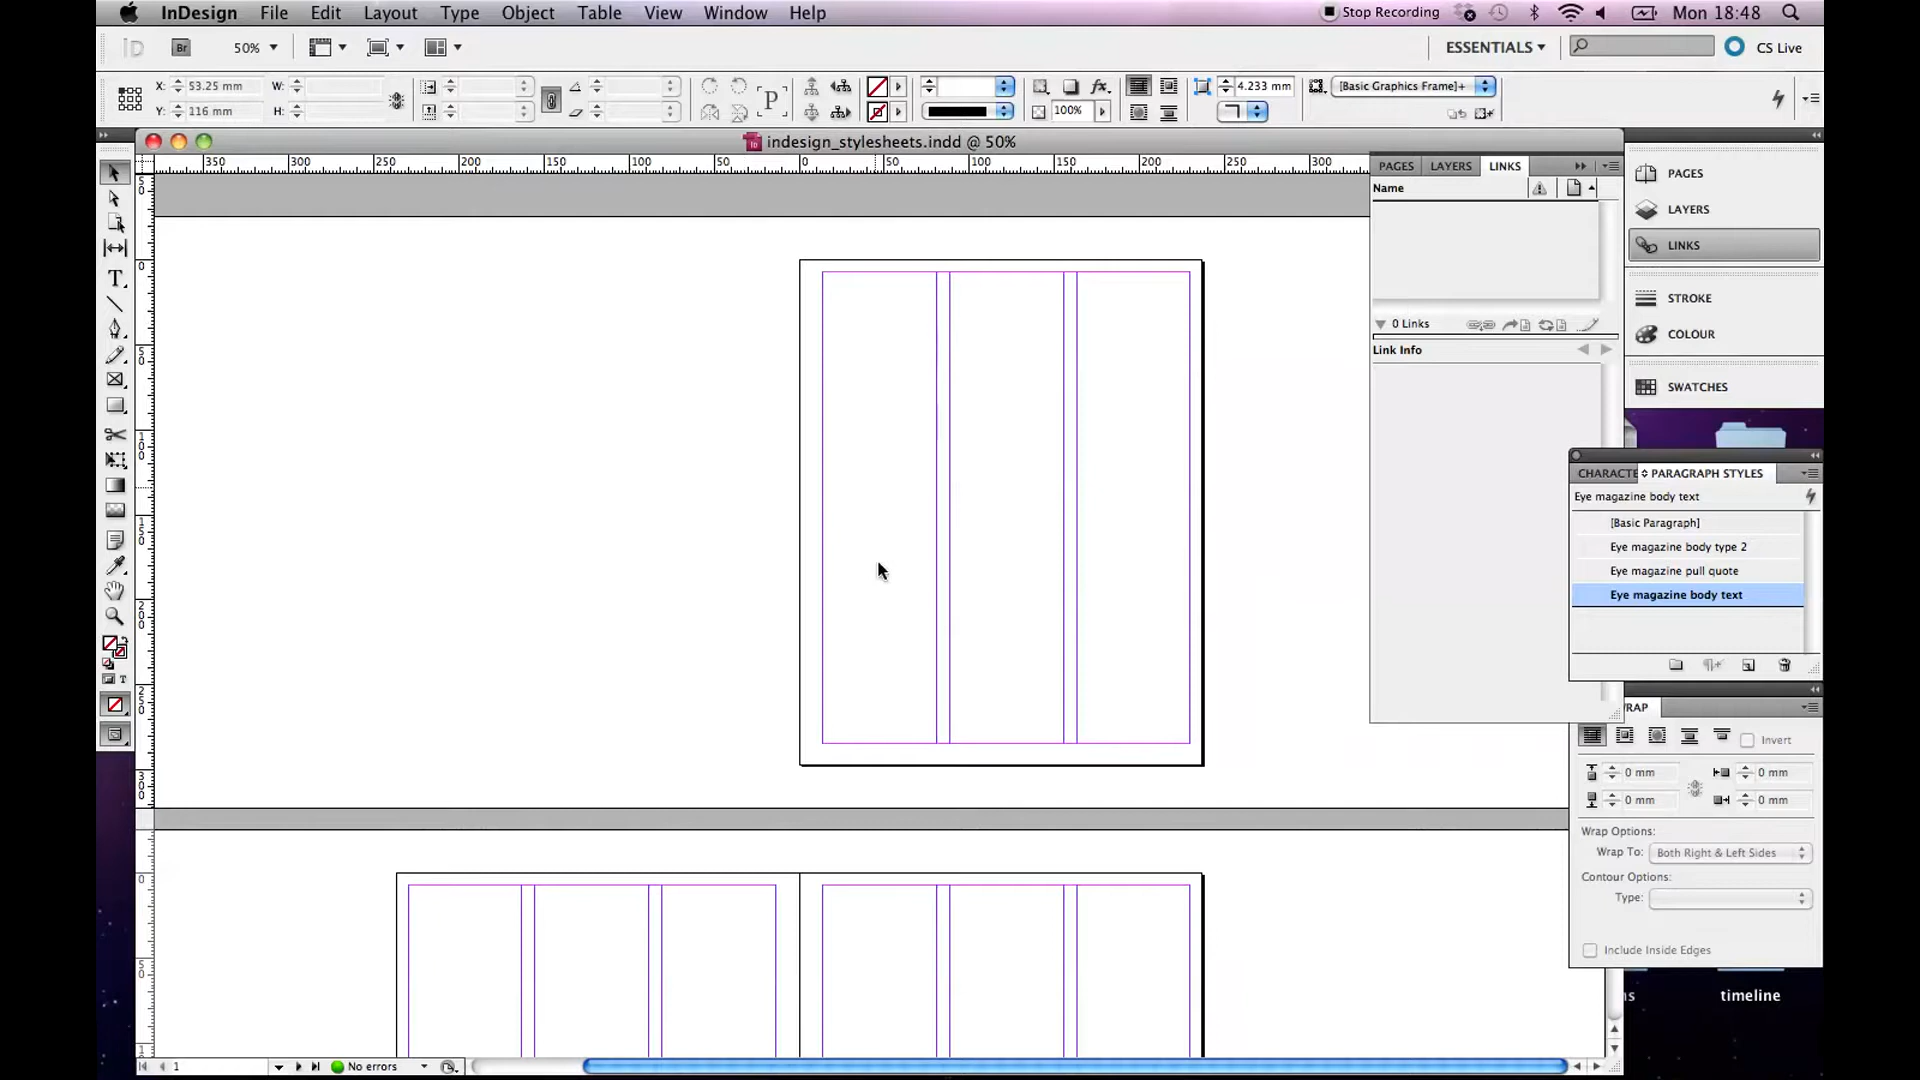 InDesign File Edit Layout Type Object Table View Window Help Stop Recording Mon 18:48
Br 50% ESSENTIALS CS Live
X: 53.25 mm W: 4.233 mm [Basic Graphics Frame]+
Y: 116 mm H: 100%
indesign_stylesheets.indd @ 50%
350 300 250 200 150 100 50 0 50 100 150 200 250 300
PAGES LAYERS LINKS
Name
0 Links
Link Info
PAGES
LAYERS
LINKS
STROKE
COLOUR
SWATCHES
CHARACTE PARAGRAPH STYLES
Eye magazine body text
[Basic Paragraph]
Eye magazine body type 2
Eye magazine pull quote
Eye magazine body text
WRAP
Invert
0 mm 0 mm
0 mm 0 mm
Wrap Options:
Wrap To: Both Right & Left Sides
Contour Options:
Type:
Include Inside Edges
timeline
1 No errors